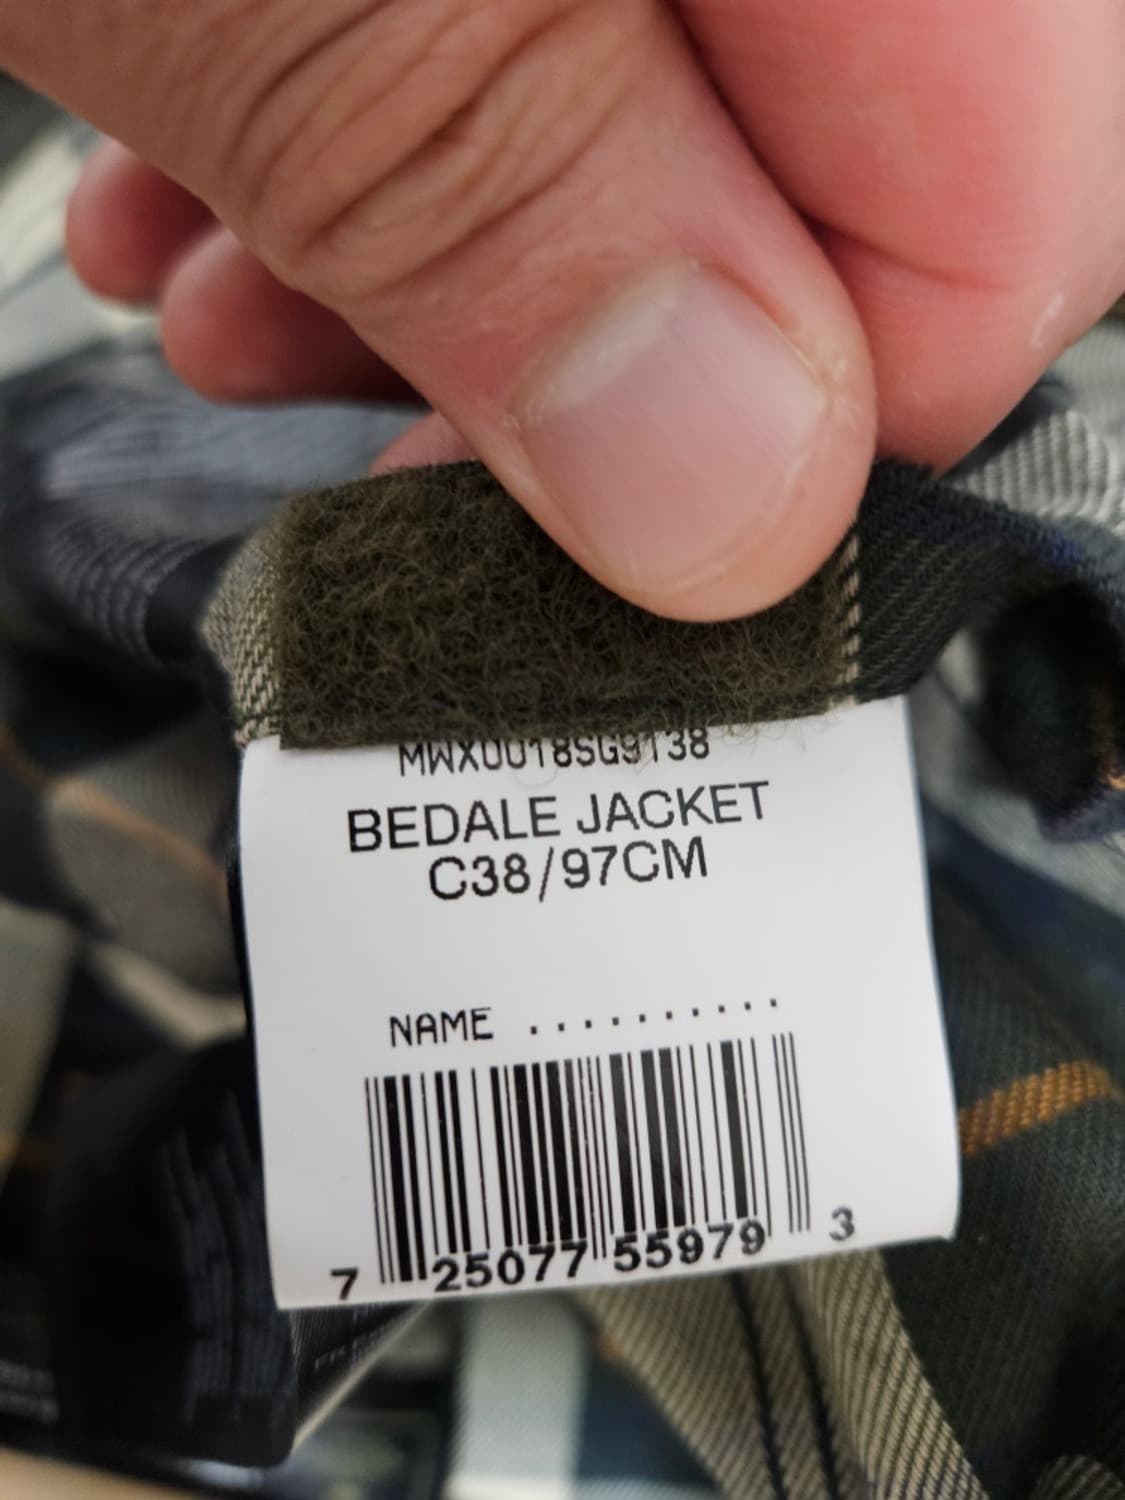 MWX0018SG9138
BEDALE JACKET
C38/97CM
NAME ..........
7 25077 55979 3